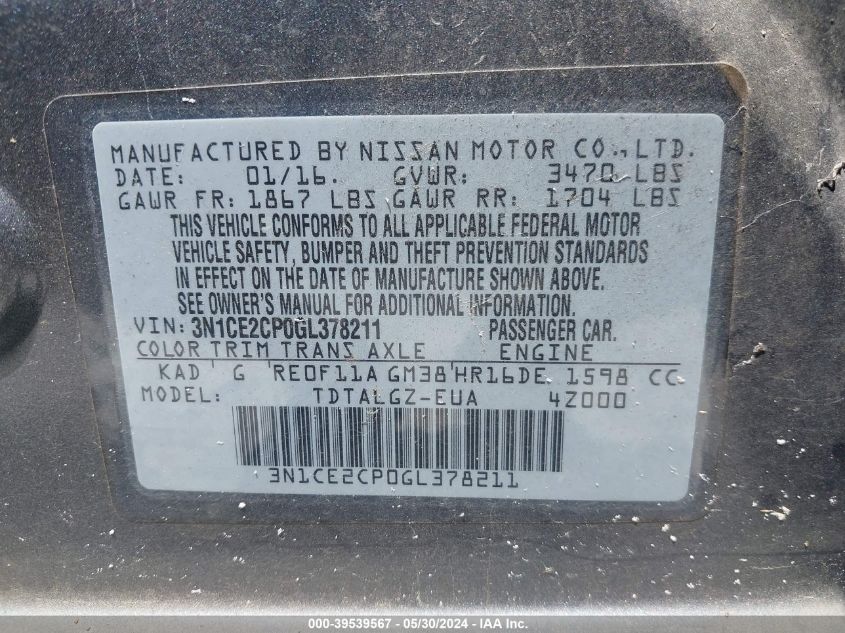 MANUFACTURED BY NISSAN MOTOR CO., LTD.
DATE: 01/16. GVWR: 3470 LBS
GAWR FR: 1867 LBS GAWR RR: 1704 LBS
THIS VEHICLE CONFORMS TO ALL APPLICABLE FEDERAL MOTOR
VEHICLE SAFETY, BUMPER AND THEFT PREVENTION STANDARDS
IN EFFECT ON THE DATE OF MANUFACTURE SHOWN ABOVE.
SEE OWNER'S MANUAL FOR ADDITIONAL INFORMATION.
VIN: 3N1CE2CP0GL378211 PASSENGER CAR.
COLOR TRIM TRANS AXLE ENGINE
KAD G RE0F11A GM38 HR16DE 1598 CC
MODEL: TDTALGZ-EUA 4Z000
3N1CE2CP0GL378211
000-39539567 / 05/30/2024 / IAA Inc.